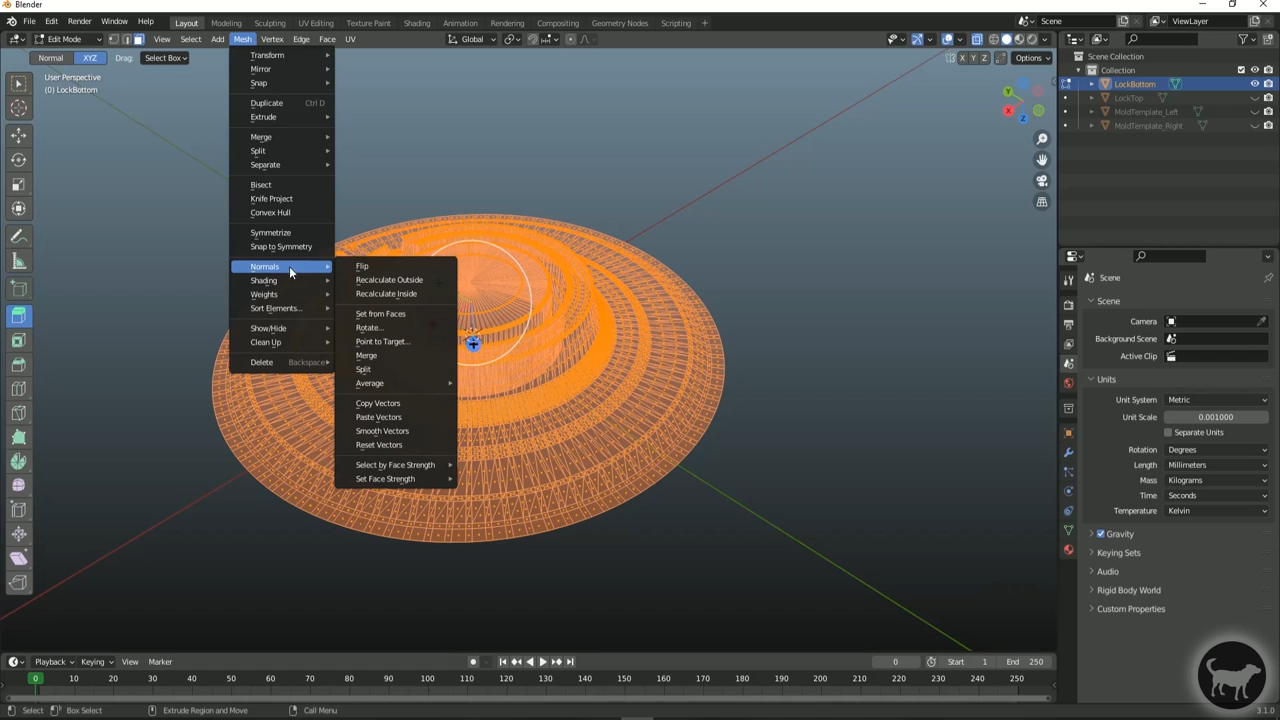 Blender
File Edit Render Window Help Layout Modeling Sculpting UV Editing Texture Paint Shading Animation Rendering Compositing Geometry Nodes Scripting + Scene ViewLayer
Edit Mode View Select Add Mesh Vertex Edge Face UV Global
Normal XYZ Drag: Select Box X Y Z Options
User Perspective
(0) LockBottom
Transform
Mirror
Snap
Duplicate Ctrl D
Extrude
Merge
Split
Separate
Bisect
Knife Project
Convex Hull
Symmetrize
Snap to Symmetry
Normals
Shading
Weights
Sort Elements...
Show/Hide
Clean Up
Delete Backspace
Flip
Recalculate Outside
Recalculate Inside
Set from Faces
Rotate...
Point to Target...
Merge
Split
Average
Copy Vectors
Paste Vectors
Smooth Vectors
Reset Vectors
Select by Face Strength
Set Face Strength
Y
X
Z
Scene Collection
Collection
LockBottom
LockTop
MoldTemplate_Left
MoldTemplate_Right
Scene
Scene
Camera
Background Scene
Active Clip
Units
Unit System Metric
Unit Scale 0.001000
Separate Units
Rotation Degrees
Length Millimeters
Mass Kilograms
Time Seconds
Temperature Kelvin
Gravity
Keying Sets
Audio
Rigid Body World
Custom Properties
Playback Keying View Marker 0 Start 1 End 250
0 10 20 30 40 50 60 70 80 90 100 110 120 130 140 150 160 170 180 190 200 210 220 230 240 250
Select Box Select Extrude Region and Move Call Menu 3.1.0